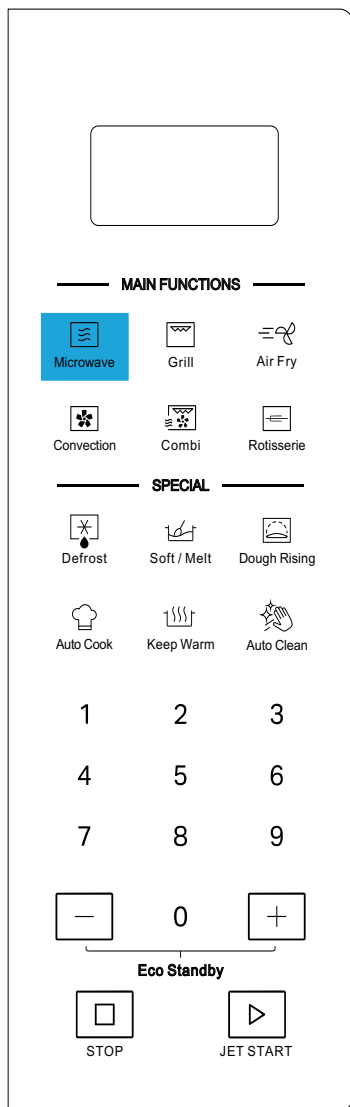 MAIN FUNCTIONS
Microwave Grill Air Fry
Convection Combi Rotisserie
SPECIAL
Defrost Soft / Melt Dough Rising
Auto Cook Keep Warm Auto Clean
1 2 3
4 5 6
7 8 9
− 0 +
Eco Standby
STOP JET START